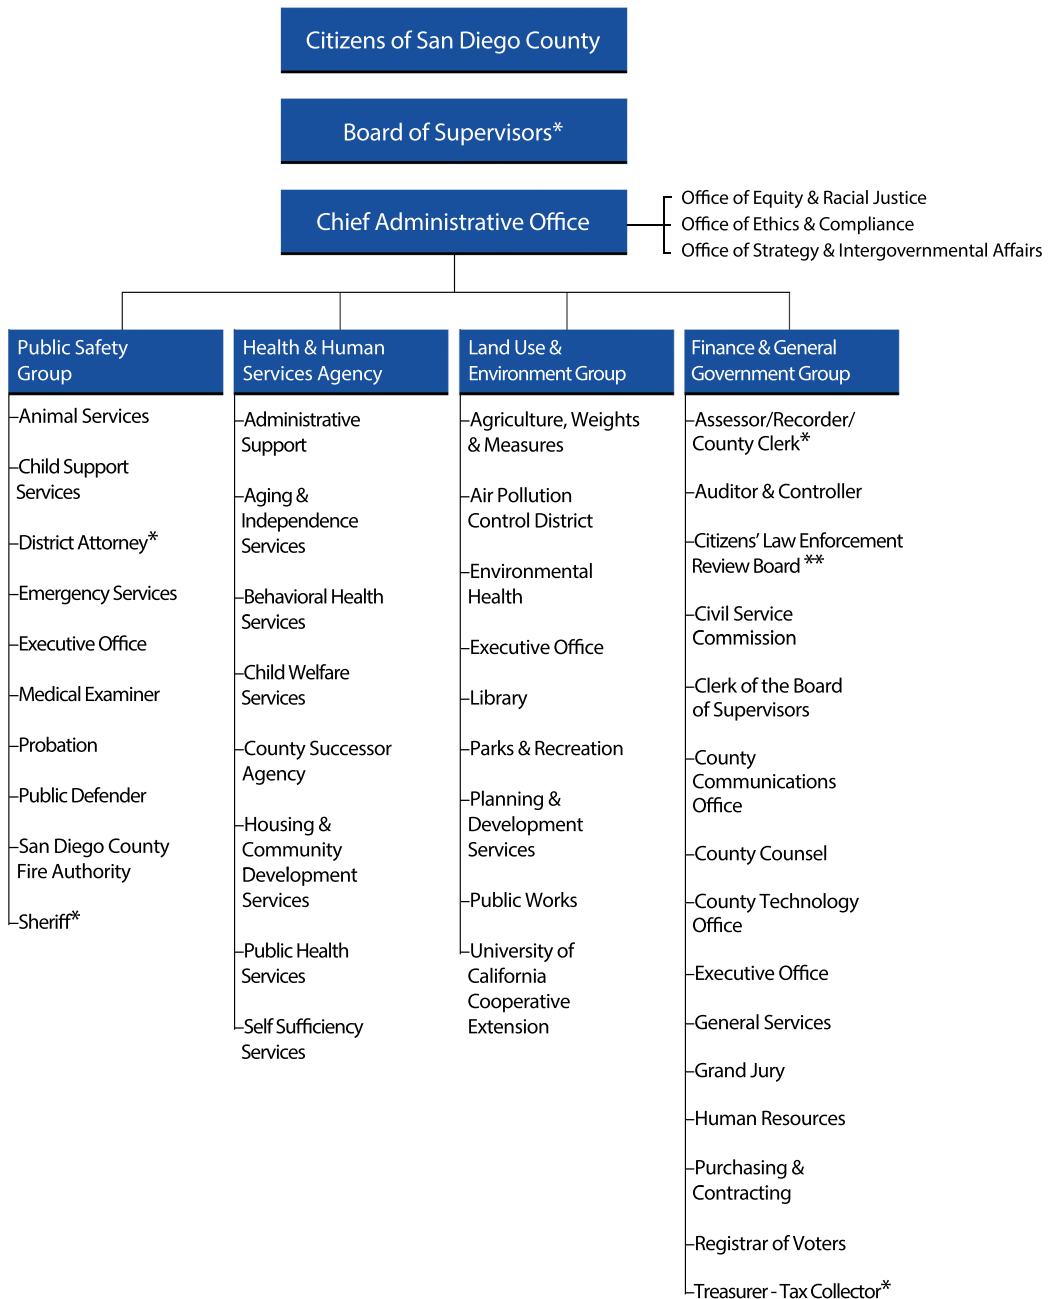 Citizens of San Diego County
Board of Supervisors*
Chief Administrative Office
Office of Equity & Racial Justice
Office of Ethics & Compliance
Office of Strategy & Intergovernmental Affairs
Public Safety
Group
Animal Services
Child Support
Services
District Attorney*
Emergency Services
Executive Office
Medical Examiner
Probation
Public Defender
San Diego County
Fire Authority
Sheriff*
Health & Human
Services Agency
Administrative
Support
Aging &
Independence
Services
Behavioral Health
Services
Child Welfare
Services
County Successor
Agency
Housing &
Community
Development
Services
Public Health
Services
Self Sufficiency
Services
Land Use &
Environment Group
Agriculture, Weights
& Measures
Air Pollution
Control District
Environmental
Health
Executive Office
Library
Parks & Recreation
Planning &
Development
Services
Public Works
University of
California
Cooperative
Extension
Finance & General
Government Group
Assessor/Recorder/
County Clerk*
Auditor & Controller
Citizens’ Law Enforcement
Review Board **
Civil Service
Commission
Clerk of the Board
of Supervisors
County
Communications
Office
County Counsel
County Technology
Office
Executive Office
General Services
Grand Jury
Human Resources
Purchasing &
Contracting
Registrar of Voters
Treasurer - Tax Collector*